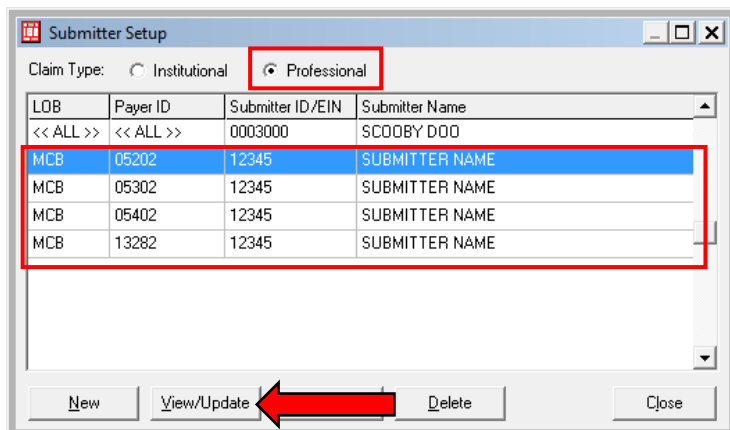 Submitter Setup
Claim Type: Institutional Professional
LOB Payer ID Submitter ID/EIN Submitter Name
<< ALL >> << ALL >> 0003000 SCOOBY DOO
MCB 05202 12345 SUBMITTER NAME
MCB 05302 12345 SUBMITTER NAME
MCB 05402 12345 SUBMITTER NAME
MCB 13282 12345 SUBMITTER NAME
New View/Update Delete Close